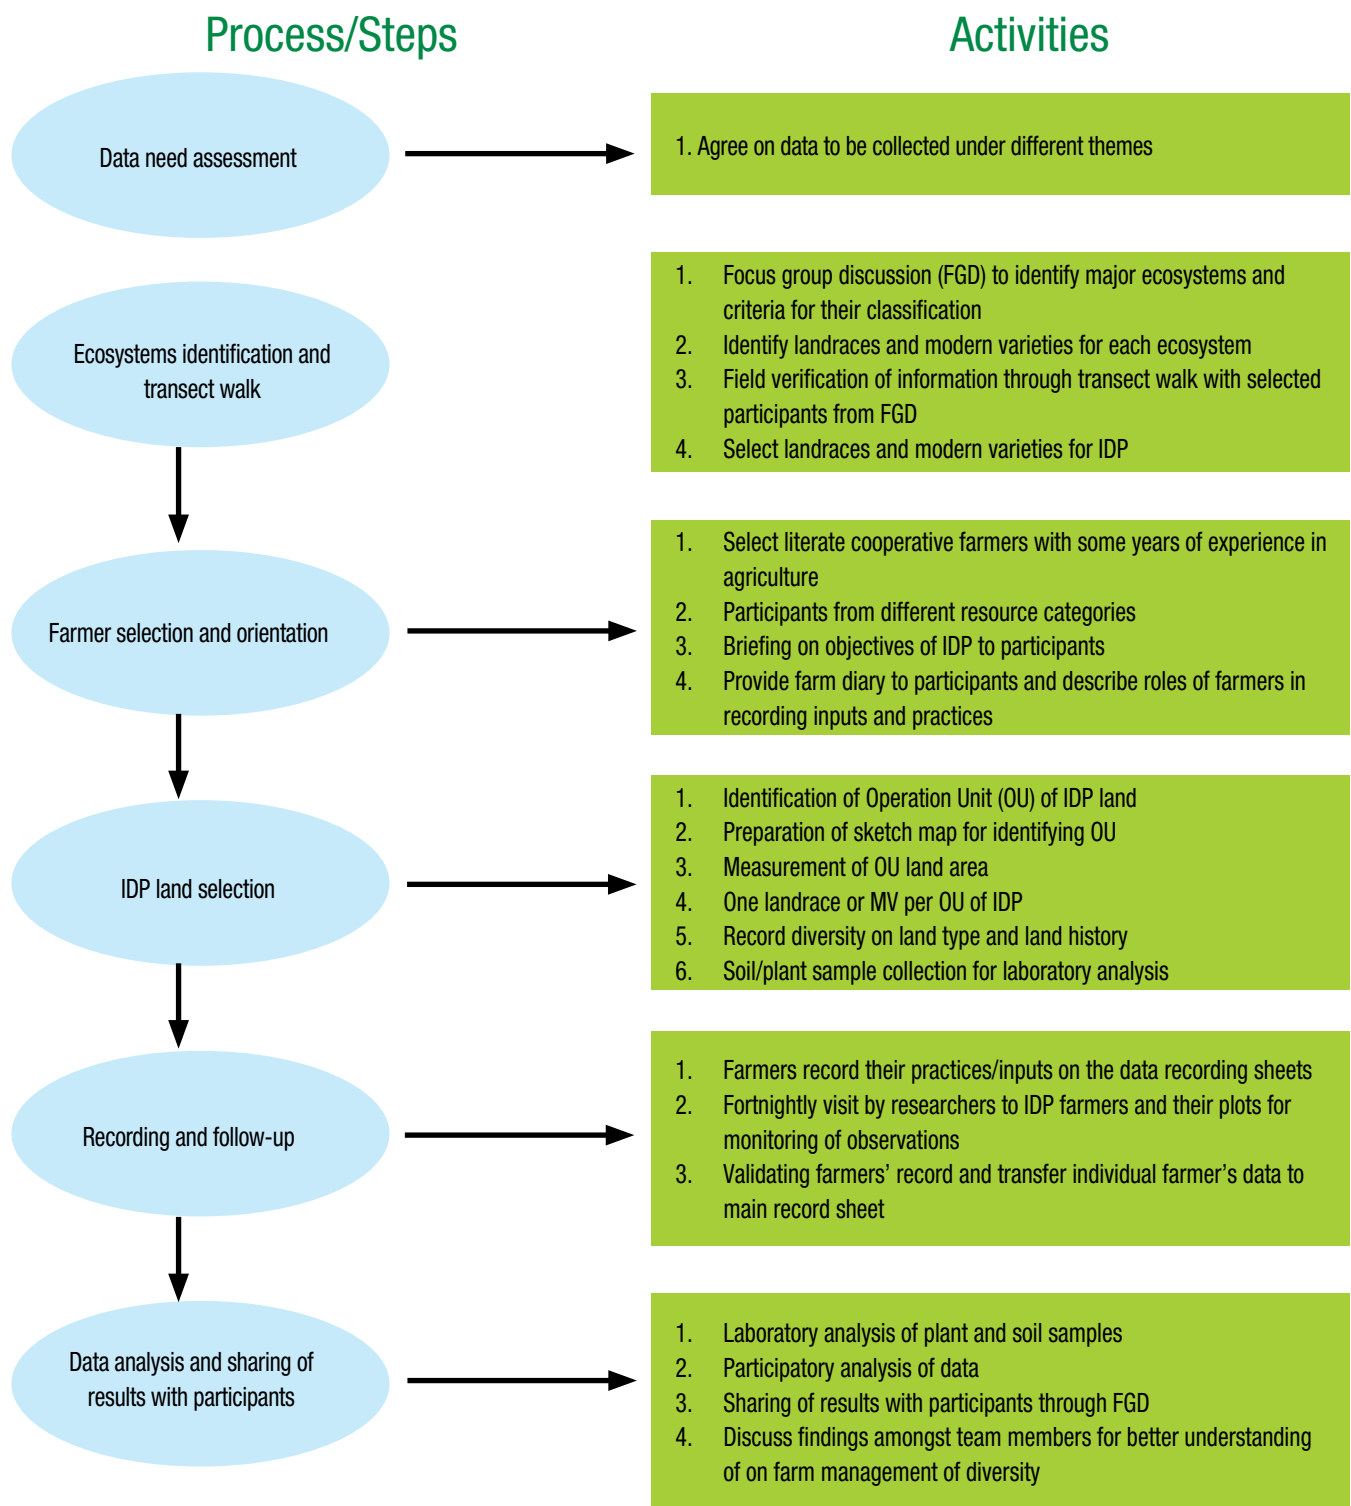 Process/Steps
Activities
Data need assessment
1. Agree on data to be collected under different themes
Ecosystems identification and
transect walk
1. Focus group discussion (FGD) to identify major ecosystems and
criteria for their classification
2. Identify landraces and modern varieties for each ecosystem
3. Field verification of information through transect walk with selected
participants from FGD
4. Select landraces and modern varieties for IDP
Farmer selection and orientation
1. Select literate cooperative farmers with some years of experience in
agriculture
2. Participants from different resource categories
3. Briefing on objectives of IDP to participants
4. Provide farm diary to participants and describe roles of farmers in
recording inputs and practices
IDP land selection
1. Identification of Operation Unit (OU) of IDP land
2. Preparation of sketch map for identifying OU
3. Measurement of OU land area
4. One landrace or MV per OU of IDP
5. Record diversity on land type and land history
6. Soil/plant sample collection for laboratory analysis
Recording and follow-up
1. Farmers record their practices/inputs on the data recording sheets
2. Fortnightly visit by researchers to IDP farmers and their plots for
monitoring of observations
3. Validating farmers’ record and transfer individual farmer’s data to
main record sheet
Data analysis and sharing of
results with participants
1. Laboratory analysis of plant and soil samples
2. Participatory analysis of data
3. Sharing of results with participants through FGD
4. Discuss findings amongst team members for better understanding
of on farm management of diversity